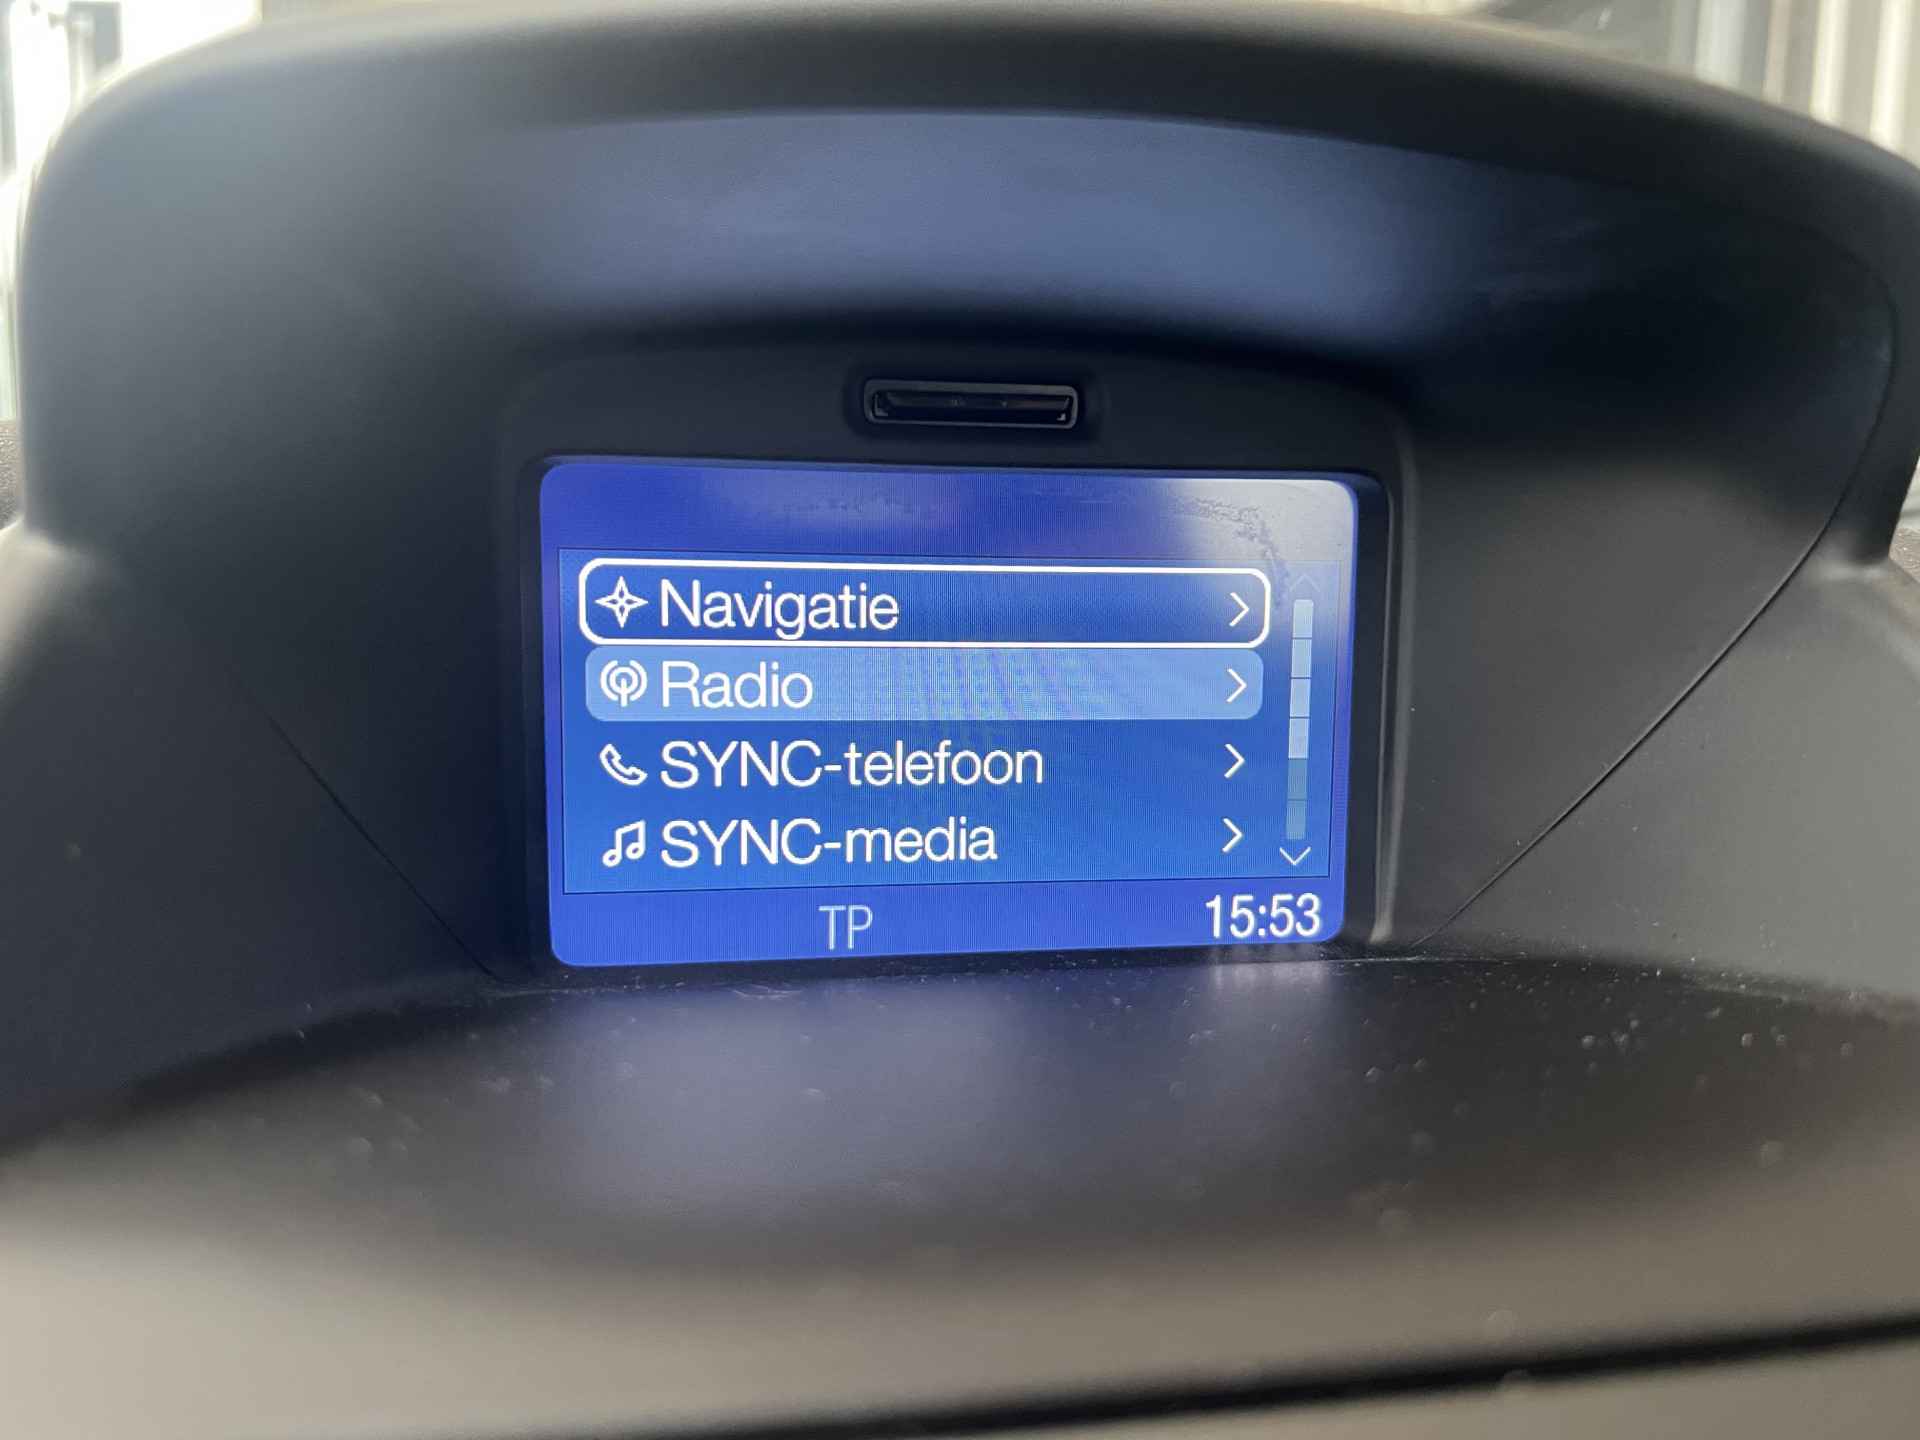 Navigatie
Radio
SYNC-telefoon
SYNC-media
TP 15:53